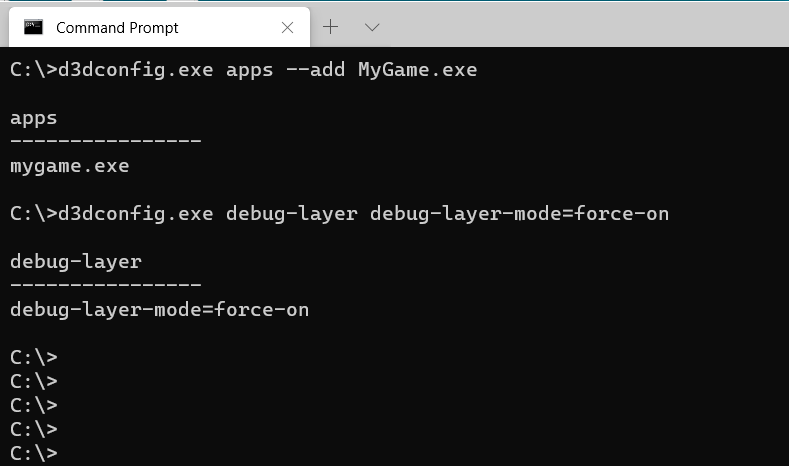 Command Prompt
C:\>d3dconfig.exe apps --add MyGame.exe
apps
----------------
mygame.exe
C:\>d3dconfig.exe debug-layer debug-layer-mode=force-on
debug-layer
----------------
debug-layer-mode=force-on
C:\>
C:\>
C:\>
C:\>
C:\>